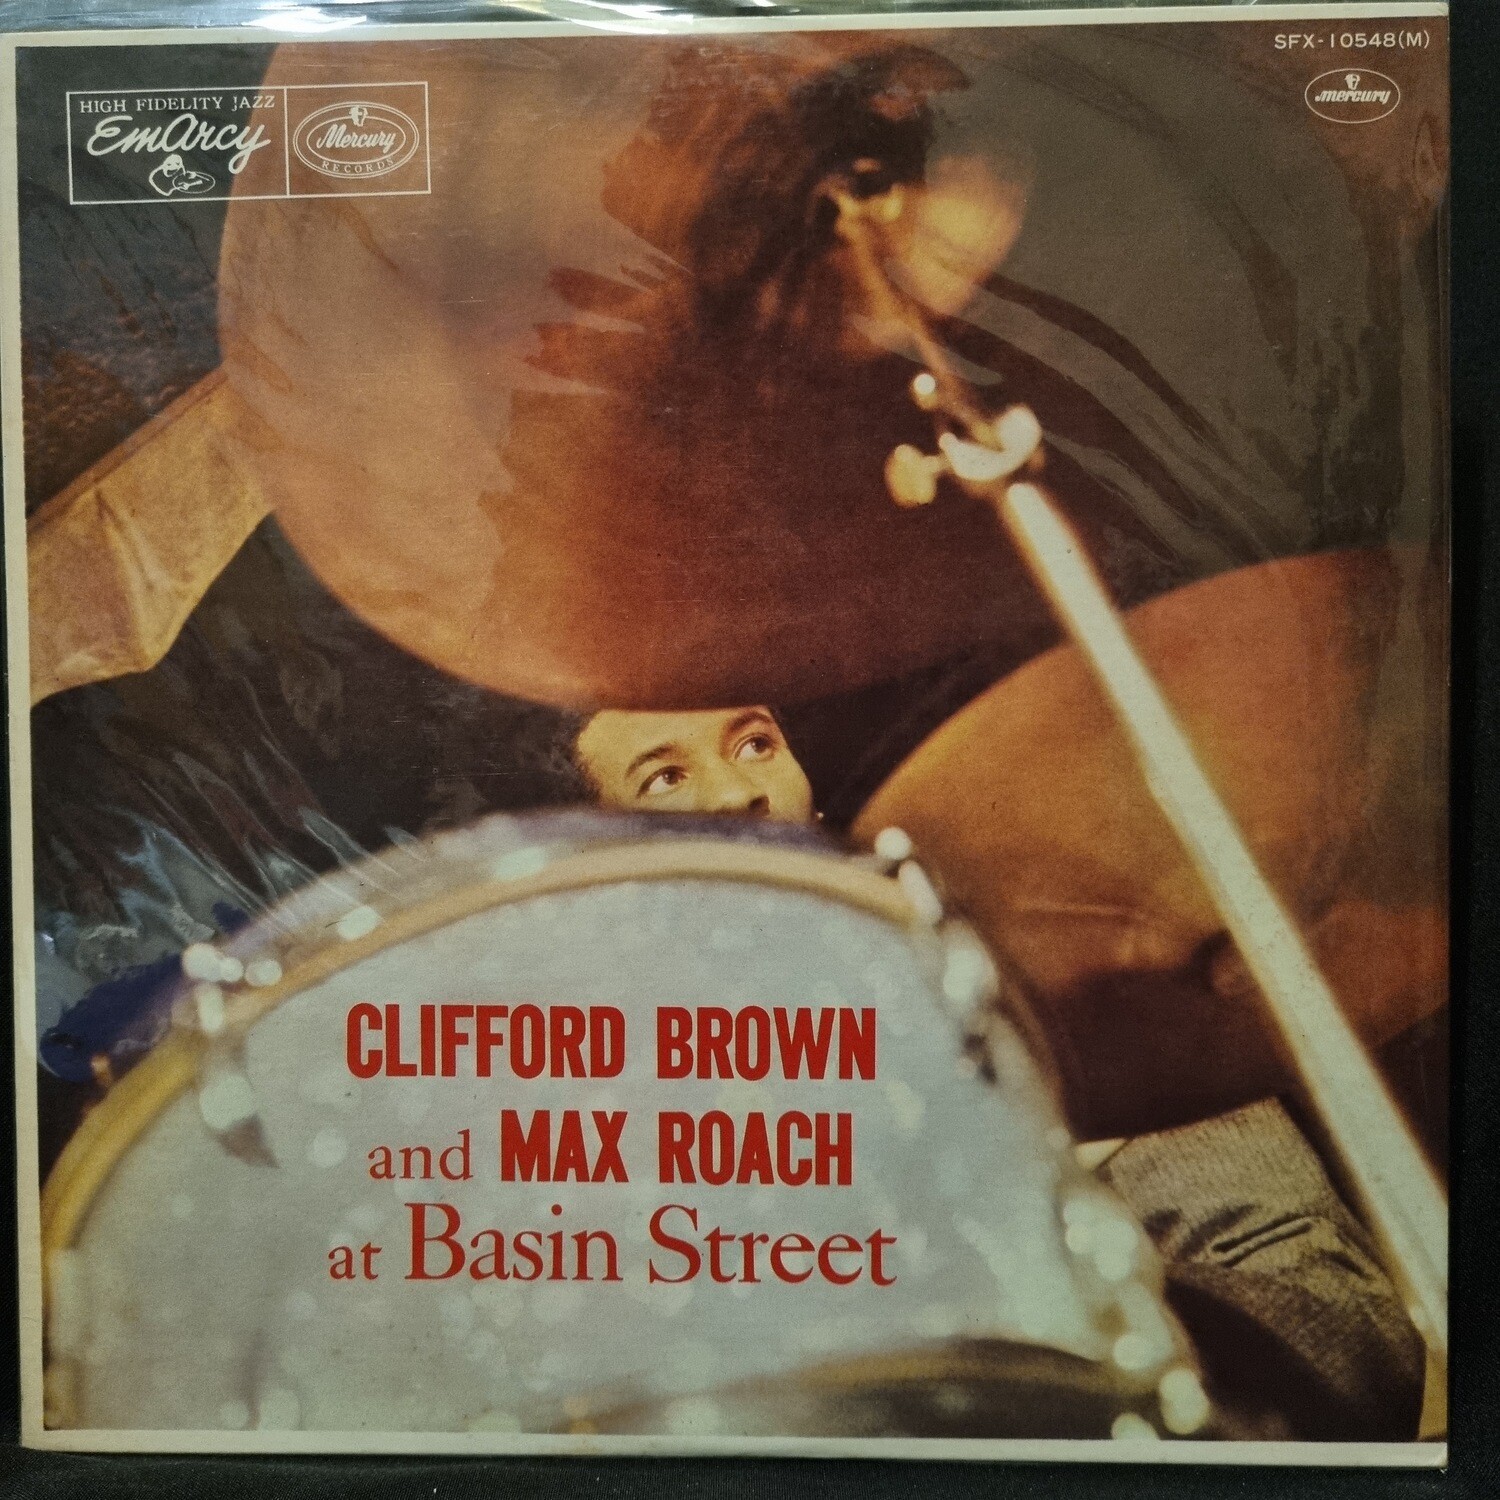 SFX-10548(M)
mercury
HIGH FIDELITY JAZZ
EmArcy
Mercury
RECORDS
CLIFFORD BROWN
and MAX ROACH
at Basin Street